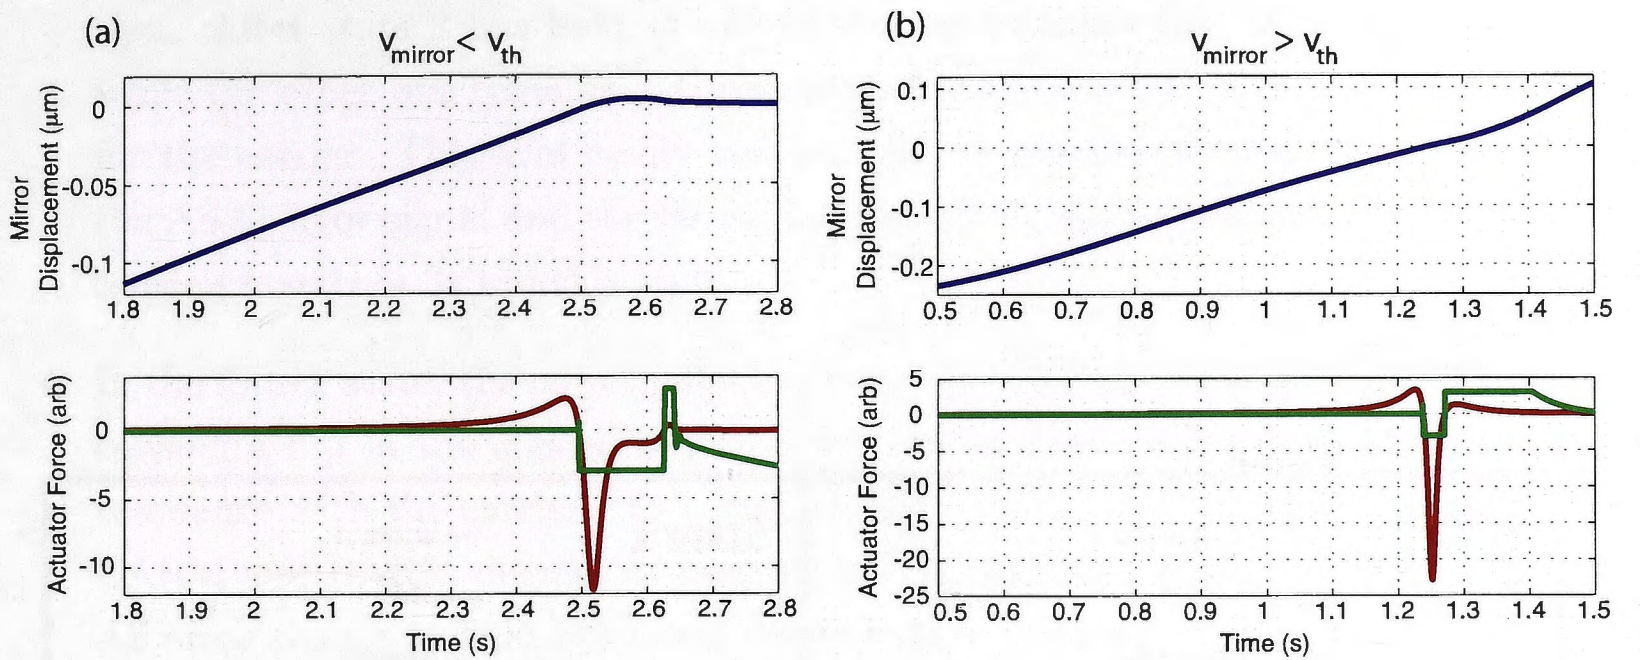 (a)
v_mirror < v_th
Mirror
Displacement (μm)
0
-0.05
-0.1
1.8 1.9 2 2.1 2.2 2.3 2.4 2.5 2.6 2.7 2.8
Actuator Force (arb)
0
-5
-10
1.8 1.9 2 2.1 2.2 2.3 2.4 2.5 2.6 2.7 2.8
Time (s)
(b)
v_mirror > v_th
Mirror
Displacement (μm)
0.1
0
-0.1
-0.2
0.5 0.6 0.7 0.8 0.9 1 1.1 1.2 1.3 1.4 1.5
Actuator Force (arb)
5
0
-5
-10
-15
-20
-25
0.5 0.6 0.7 0.8 0.9 1 1.1 1.2 1.3 1.4 1.5
Time (s)